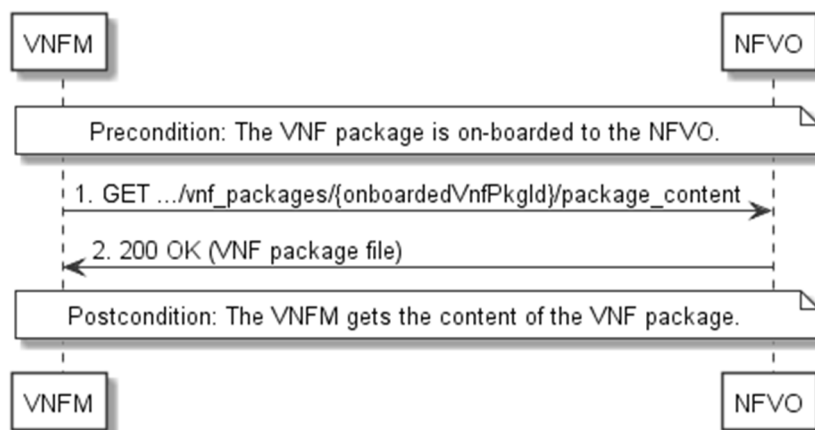 VNFM
NFVO
Precondition: The VNF package is on-boarded to the NFVO.
1. GET .../vnf_packages/{onboardedVnfPkgId}/package_content
2. 200 OK (VNF package file)
Postcondition: The VNFM gets the content of the VNF package.
VNFM
NFVO